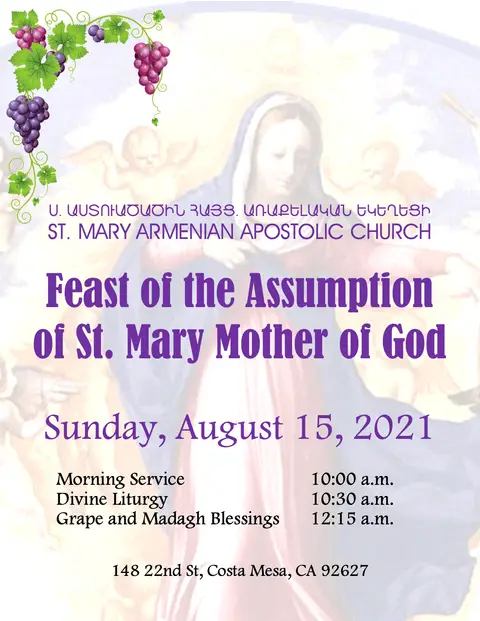 Ս. ԱՍՏՈՒԱԾԱԾԻՆ ՀԱՅՑ. ԱՌԱՔԵԼԱԿԱՆ ԵԿԵՂԵՑԻ
ST. MARY ARMENIAN APOSTOLIC CHURCH
Feast of the Assumption
of St. Mary Mother of God
Sunday, August 15, 2021
Morning Service 10:00 a.m.
Divine Liturgy 10:30 a.m.
Grape and Madagh Blessings 12:15 a.m.
148 22nd St, Costa Mesa, CA 92627